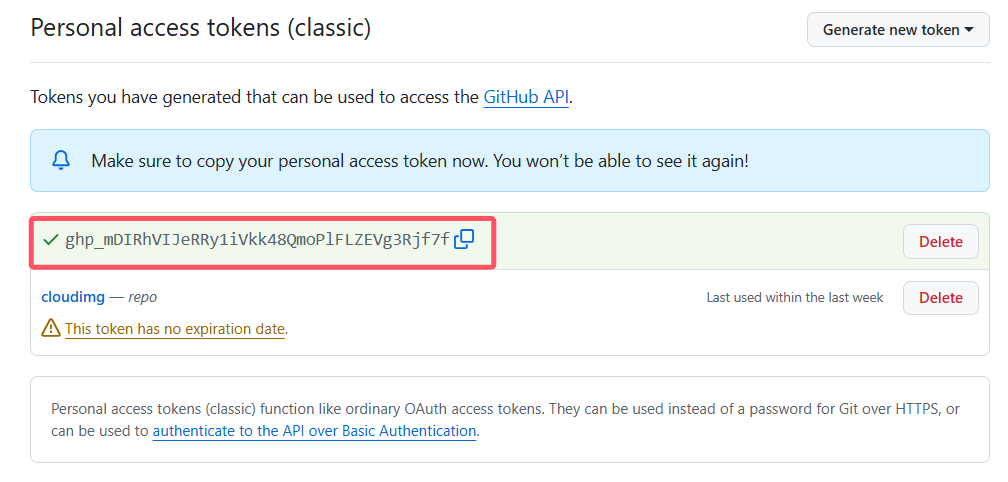 Personal access tokens (classic)
Generate new token
Tokens you have generated that can be used to access the GitHub API.
Make sure to copy your personal access token now. You won't be able to see it again!
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
Delete
cloudimg — repo
Last used within the last week
Delete
This token has no expiration date.
Personal access tokens (classic) function like ordinary OAuth access tokens. They can be used instead of a password for Git over HTTPS, or
can be used to authenticate to the API over Basic Authentication.